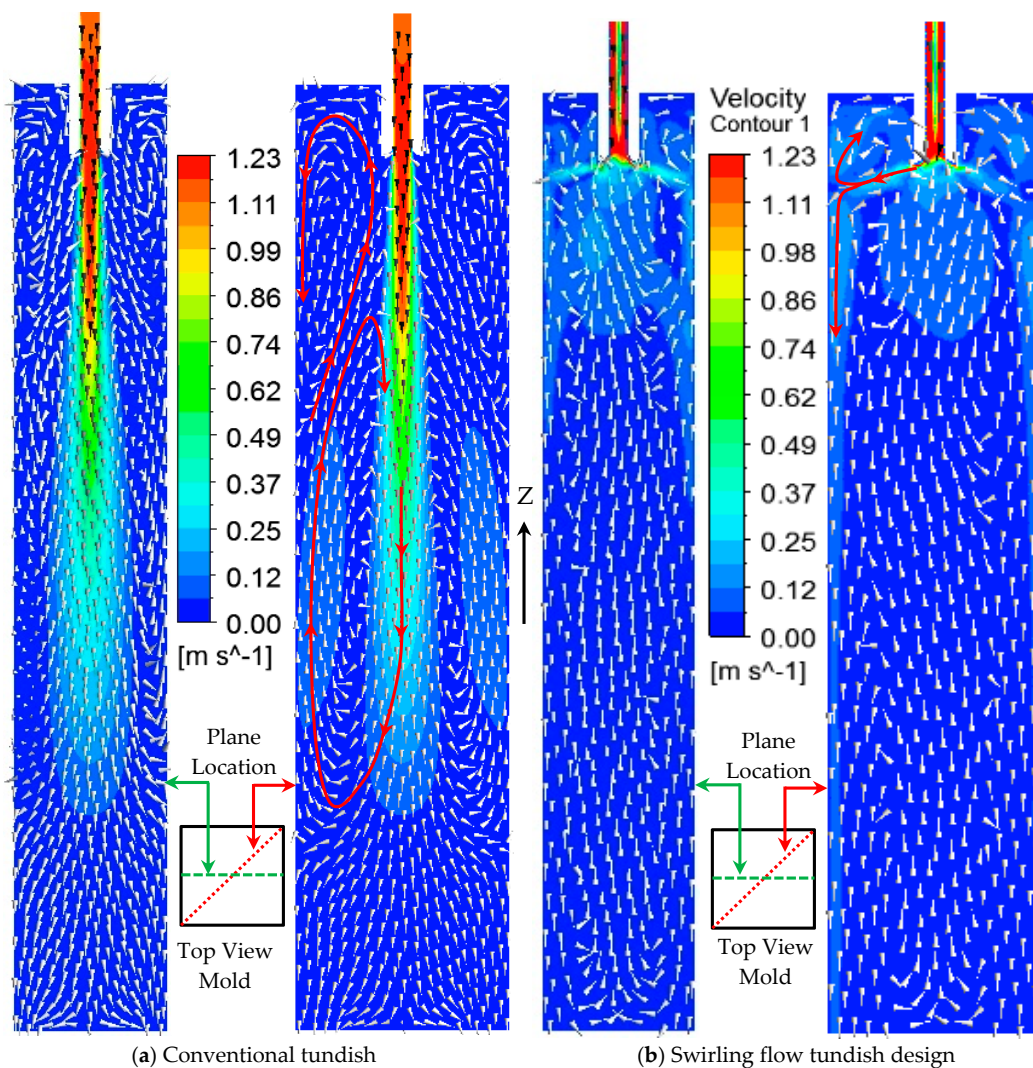 1.23
1.11
0.99
0.86
0.74
0.62
0.49
0.37
0.25
0.12
0.00
[m s^-1]
Plane
Location
Top View
Mold
Z
Velocity
Contour 1
1.23
1.11
0.98
0.86
0.74
0.62
0.49
0.37
0.25
0.12
0.00
[m s^-1]
Plane
Location
Top View
Mold
(a) Conventional tundish
(b) Swirling flow tundish design